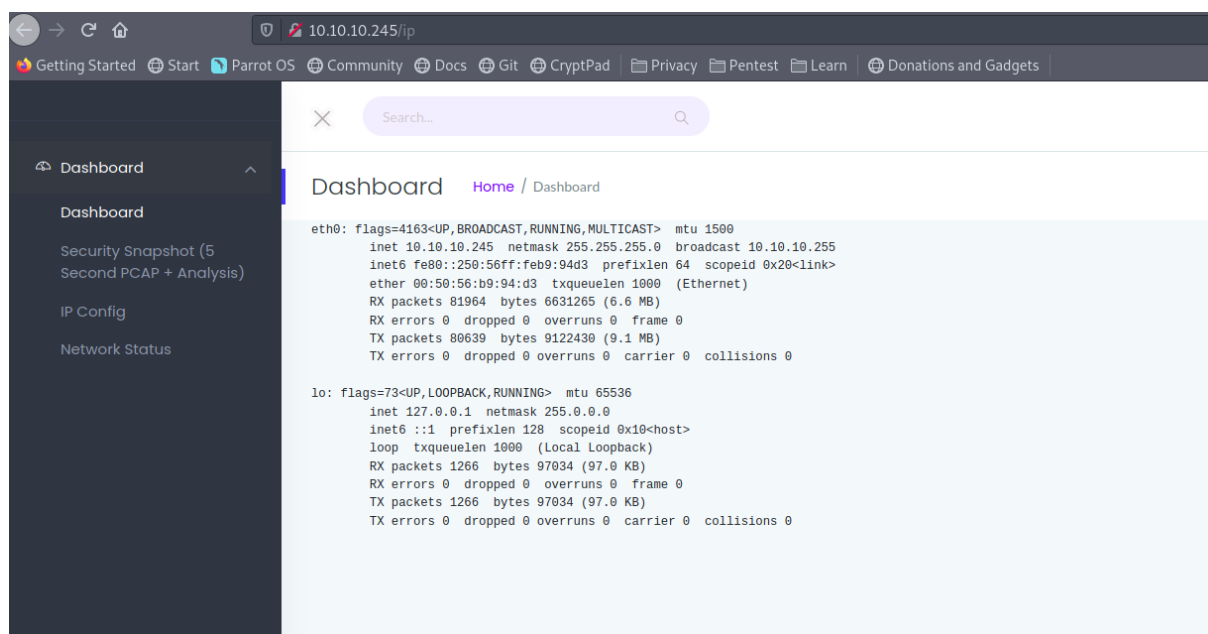 10.10.10.245/ip
Getting Started Start Parrot OS Community Docs Git CryptPad Privacy Pentest Learn Donations and Gadgets
Search...
Dashboard
Dashboard
Security Snapshot (5
Second PCAP + Analysis)
IP Config
Network Status
Dashboard Home / Dashboard
eth0: flags=4163<UP,BROADCAST,RUNNING,MULTICAST>  mtu 1500
        inet 10.10.10.245  netmask 255.255.255.0  broadcast 10.10.10.255
        inet6 fe80::250:56ff:feb9:94d3  prefixlen 64  scopeid 0x20<link>
        ether 00:50:56:b9:94:d3  txqueuelen 1000  (Ethernet)
        RX packets 81964  bytes 6631265 (6.6 MB)
        RX errors 0  dropped 0  overruns 0  frame 0
        TX packets 80639  bytes 9122430 (9.1 MB)
        TX errors 0  dropped 0 overruns 0  carrier 0  collisions 0
lo: flags=73<UP,LOOPBACK,RUNNING>  mtu 65536
        inet 127.0.0.1  netmask 255.0.0.0
        inet6 ::1  prefixlen 128  scopeid 0x10<host>
        loop  txqueuelen 1000  (Local Loopback)
        RX packets 1266  bytes 97034 (97.0 KB)
        RX errors 0  dropped 0  overruns 0  frame 0
        TX packets 1266  bytes 97034 (97.0 KB)
        TX errors 0  dropped 0 overruns 0  carrier 0  collisions 0